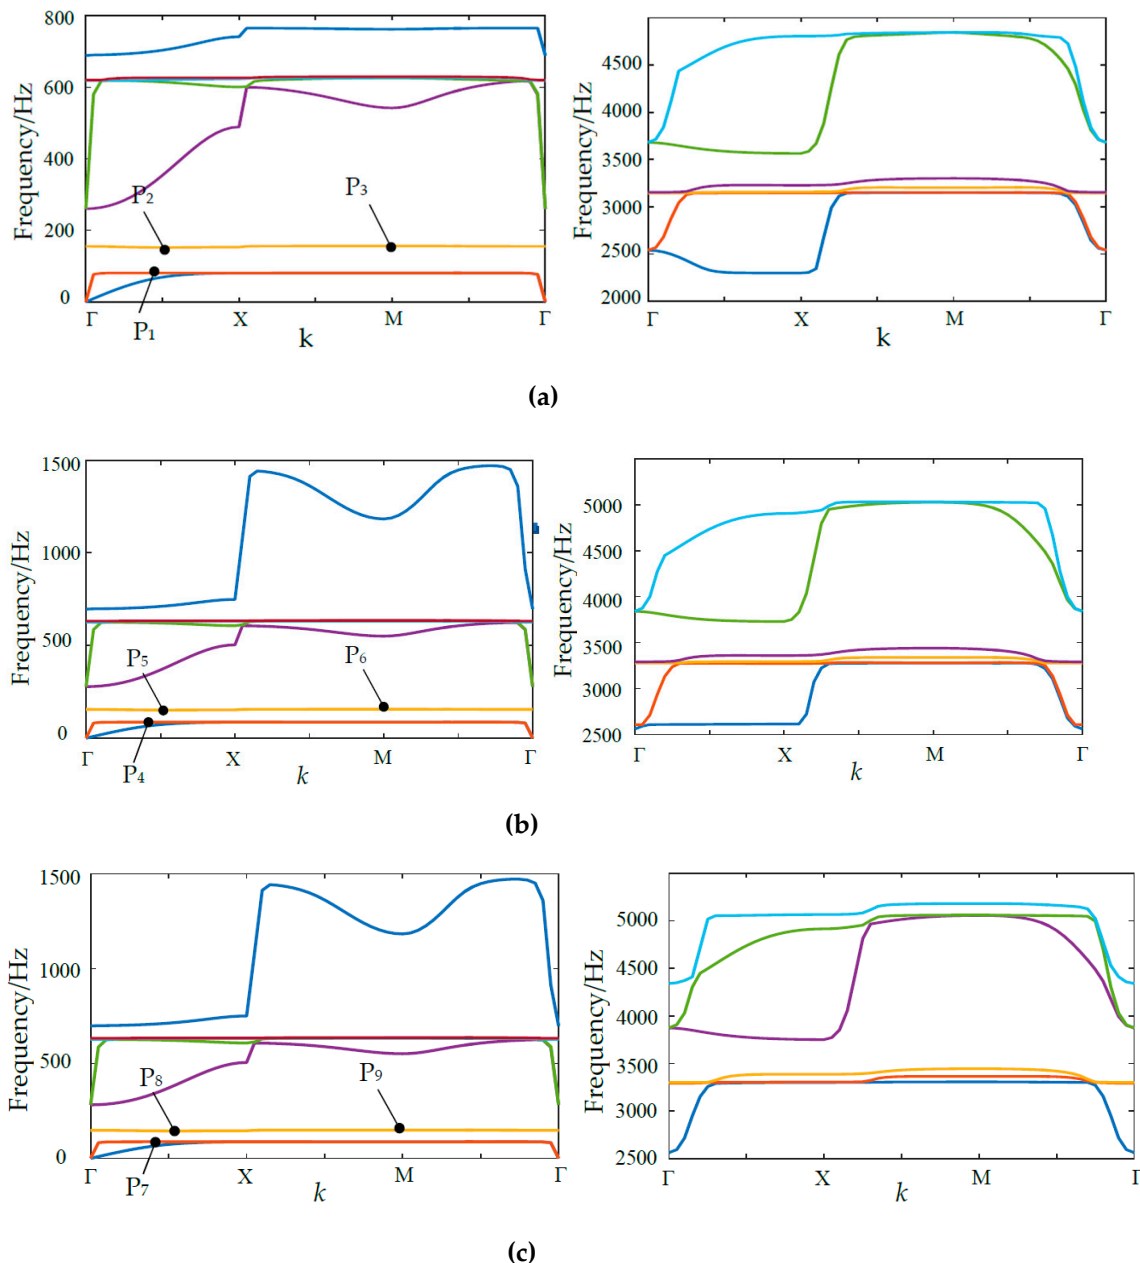 Frequency/Hz
800
600
400
200
0
P2
P3
P1
Γ
X
M
Γ
k
Frequency/Hz
4500
4000
3500
3000
2500
2000
Γ
X
M
Γ
k
(a)
Frequency/Hz
1500
1000
500
0
P5
P6
P4
Γ
X
M
Γ
k
Frequency/Hz
5000
4500
4000
3500
3000
2500
Γ
X
M
Γ
k
(b)
Frequency/Hz
1500
1000
500
0
P8
P9
P7
Γ
X
M
Γ
k
Frequency/Hz
5000
4500
4000
3500
3000
2500
Γ
X
M
Γ
k
(c)